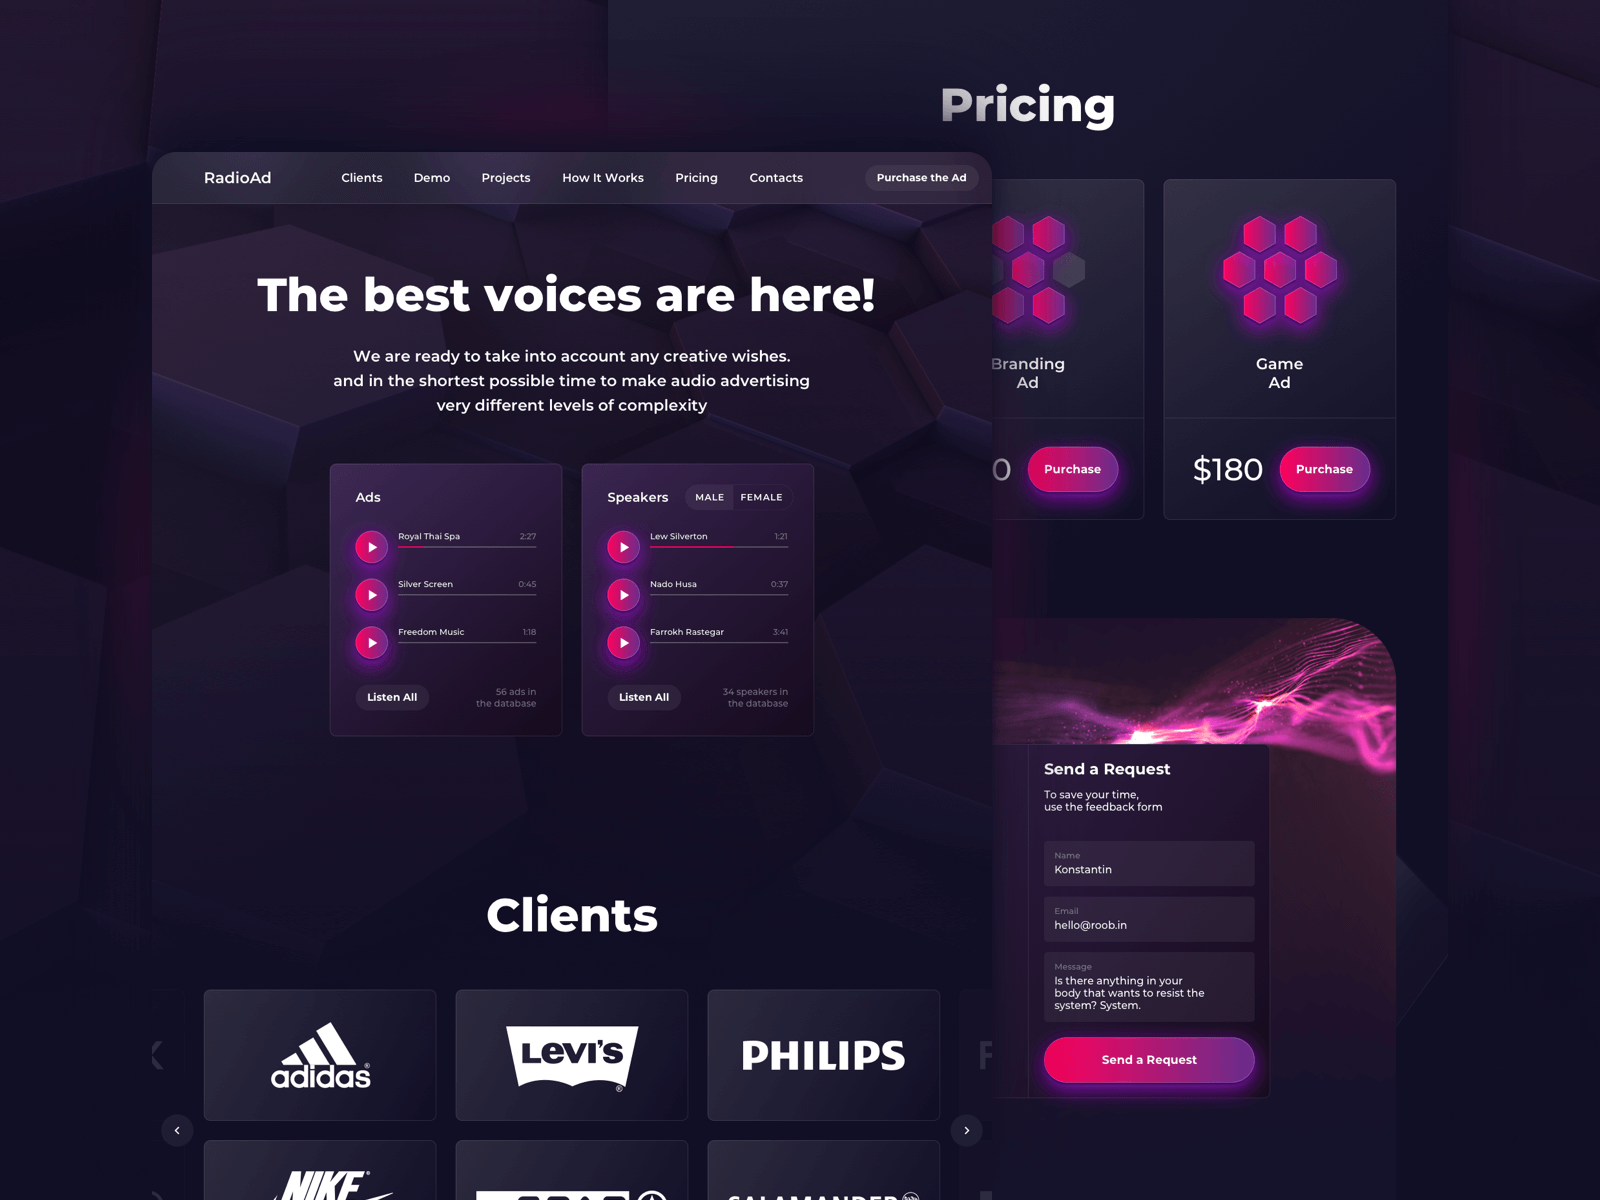 Pricing
RadioAd
Clients
Demo
Projects
How It Works
Pricing
Contacts
Purchase the Ad
The best voices are here!
We are ready to take into account any creative wishes.
and in the shortest possible time to make audio advertising
very different levels of complexity
Ads
Royal Thai Spa 2:27
Silver Screen 0:45
Freedom Music 1:18
Listen All
56 ads in
the database
Speakers
MALE FEMALE
Lew Silverton 1:21
Nado Husa 0:37
Farrokh Rastegar 3:41
Listen All
34 speakers in
the database
Branding
Ad
0
Purchase
Game
Ad
$180
Purchase
Send a Request
To save your time,
use the feedback form
Name
Konstantin
Email
hello@roob.in
Message
Is there anything in your
body that wants to resist the
system? System.
Send a Request
Clients
adidas®
LEVI'S®
PHILIPS
NIKE®
SALAMANDER